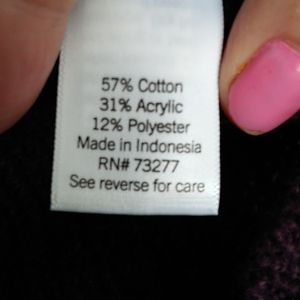 57% Cotton
31% Acrylic
12% Polyester
Made in Indonesia
RN# 73277
See reverse for care